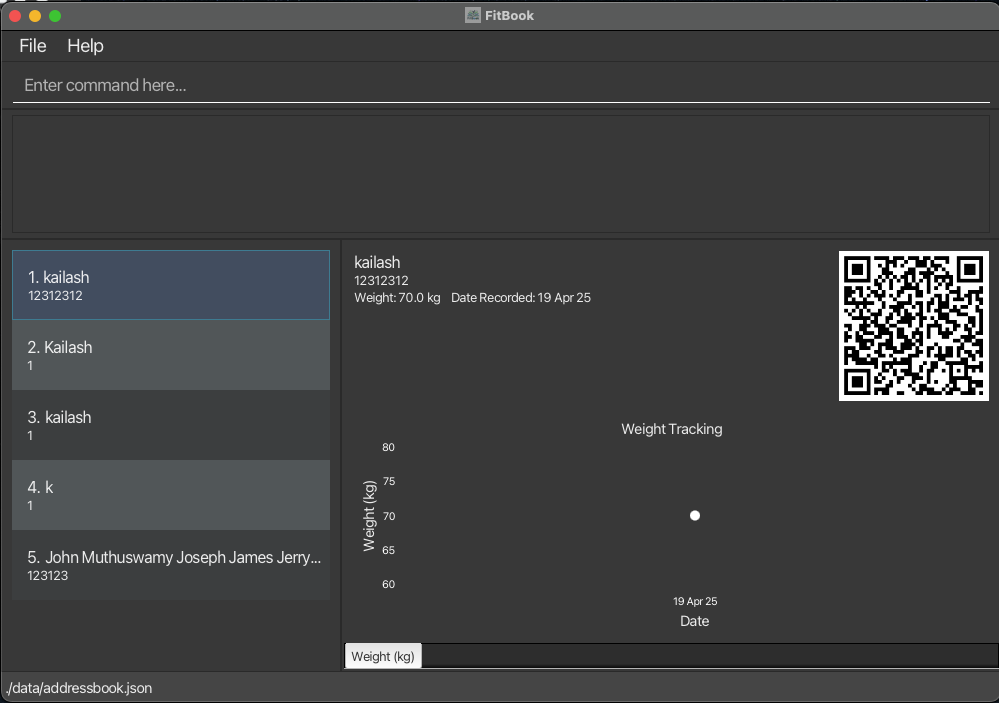 FitBook
File Help
Enter command here...
1. kailash
12312312
2. Kailash
1
3. kailash
1
4. k
1
5. John Muthuswamy Joseph James Jerry...
123123
kailash
12312312
Weight: 70.0 kg Date Recorded: 19 Apr 25
Weight Tracking
80
75
70
65
60
Weight (kg)
19 Apr 25
Date
Weight (kg)
./data/addressbook.json